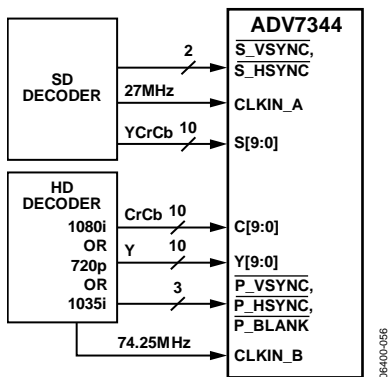 ADV7344
SD
DECODER
2
S_VSYNC,
S_HSYNC
27MHz
CLKIN_A
YCrCb 10
S[9:0]
HD
DECODER
1080i
OR
720p
OR
1035i
CrCb 10
C[9:0]
Y 10
Y[9:0]
3
P_VSYNC,
P_HSYNC,
P_BLANK
74.25MHz
CLKIN_B
06400-056